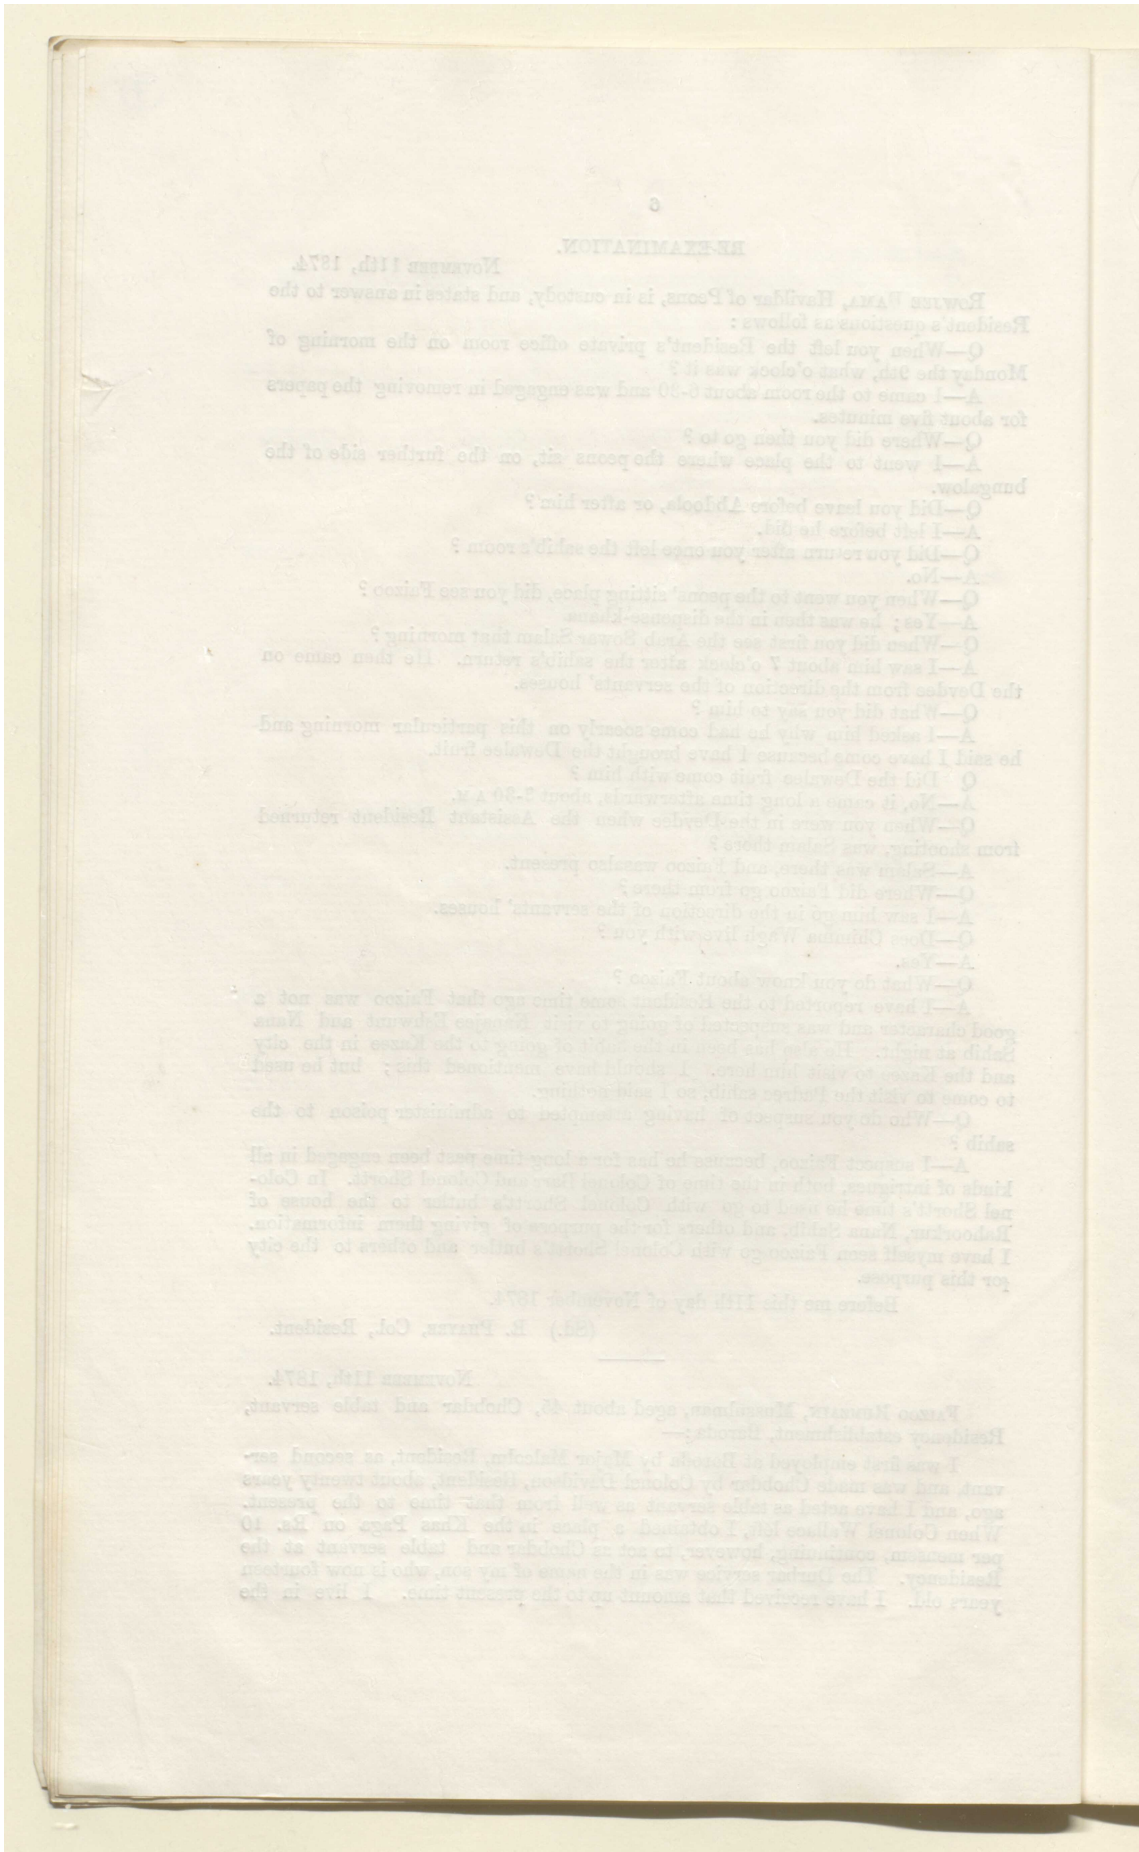 6
RE-EXAMINATION.
NOVEMBER 11th, 1874.
ROWJEE RAMA, Havildar of Peons, is in custody, and states in answer to the
Resident's questions as follows:
Q—When you left the Resident's private office room on the morning of
Monday the 9th, what o'clock was it?
A—I came to the room about 6-30 and was engaged in removing the papers
for about five minutes.
Q—Where did you then go to?
A—I went to the place where the peons sit, on the further side of the
bungalow.
Q—Did you leave before Abdoola, or after him?
A—I left before he did.
Q—Did you return after you once left the sahib's room?
A—No.
Q—When you went to the peons' sitting place, did you see Faizoo?
A—Yes; he was then in the dispense-khana.
Q—When did you first see the Arab Sowar Salam that morning?
A—I saw him about 7 o'clock after the sahib's return. He then came on
the Devdee from the direction of the servants' houses.
Q—What did you say to him?
A—I asked him why he had come so early on this particular morning and
he said I have come because I have brought the Dewalee fruit.
Q Did the Dewalee fruit come with him?
A—No, it came a long time afterwards, about 8-30 A M.
Q—When you were in the Devdee when the Assistant Resident returned
from shooting, was Salam there?
A—Salam was there, and Faizoo was also present.
Q—Where did Faizoo go from there?
A—I saw him go in the direction of the servants' houses.
Q—Does Chimna Wagh live with you?
A—Yes.
Q—What do you know about Faizoo?
A—I have reported to the Resident some time ago that Faizoo was not a
good character and was suspected of going to visit Nanajee Eshwunt and Nana
Sahib at night. He also has been in the habit of going to the Kazee in the city
and the Kazee to visit him here. I should have mentioned this; but he used
to come to visit the Padree sahib, so I said nothing.
Q—Who do you suspect of having attempted to administer poison to the
sahib?
A—I suspect Faizoo, because he has for a long time past been engaged in all
kinds of intrigues, both in the time of Colonel Barr and Colonel Shortt. In Colo-
nel Shortt's time he used to go with Colonel Shortt's butler to the house of
Nana Sahib, and others for the purpose of giving them information.
I have myself seen Faizoo go with Colonel Shortt's butler and others to the city
for this purpose.
Before me this 11th day of November 1874.
(Sd.) R. PHAYRE, Col., Resident.
NOVEMBER 11th, 1874.
FAIZOO, Mussulman, aged about 45, Chobdar and table servant,
Residency establishment, Baroda:—
I was first employed at Baroda by Major Malcolm, Resident, as second ser-
vant and was made Chobdar by Colonel Davidson, Resident, about twenty years
ago, and I have acted as table servant as well from that time to the present.
When Colonel Wallace left, I obtained a place in the Khas Paga on Rs. 10
per mensem, continuing, however, to act as Chobdar and table servant at the
Residency. The Durbar service was in the name of my son, who is now fourteen
years old. I have received that amount up to the present time. I live in the